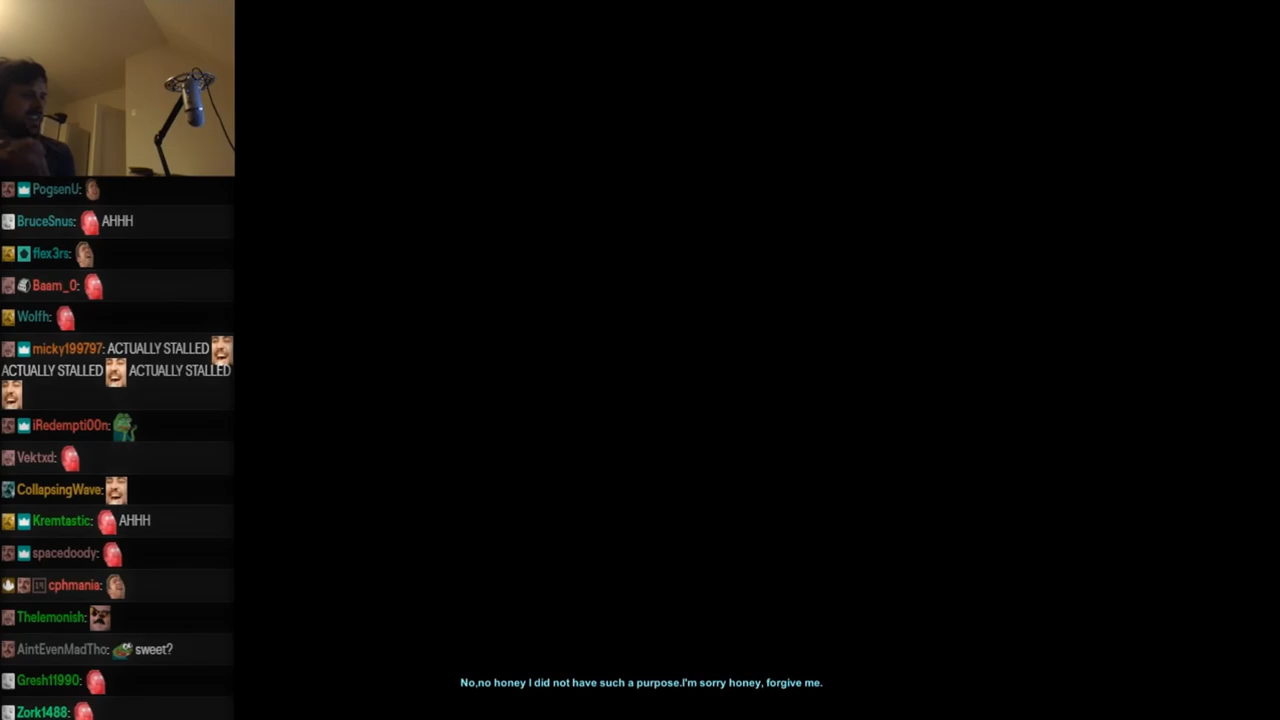 PogsenU:
BruceSnus: AHHH
flex3rs:
Baam_0:
Wolfh:
micky199797: ACTUALLY STALLED
ACTUALLY STALLED ACTUALLY STALLED
iRedempti00n:
Vektxd:
CollapsingWave:
Kremtastic: AHHH
spacedoody:
cphmania:
Thelemonish:
AintEvenMadTho: sweet?
Gresh11990:
Zork1488:
No,no honey I did not have such a purpose.I'm sorry honey, forgive me.